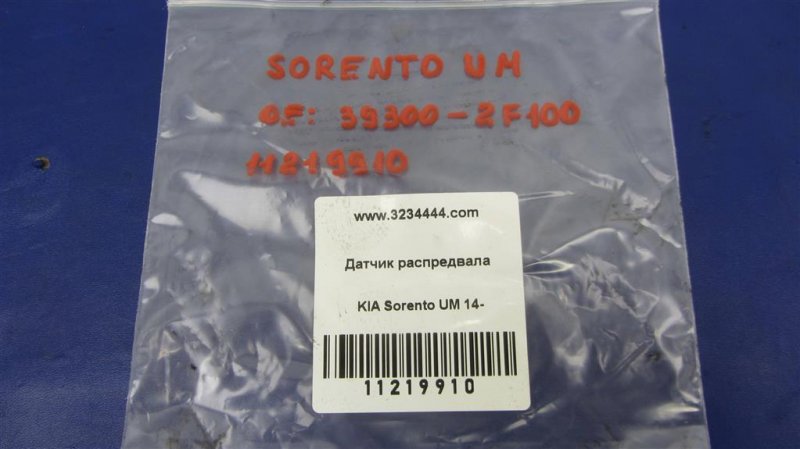 SORENTO UM
O.E: 39300-2F100
11219910
www.3234444.com
Датчик распредвала
KIA Sorento UM 14-
11219910